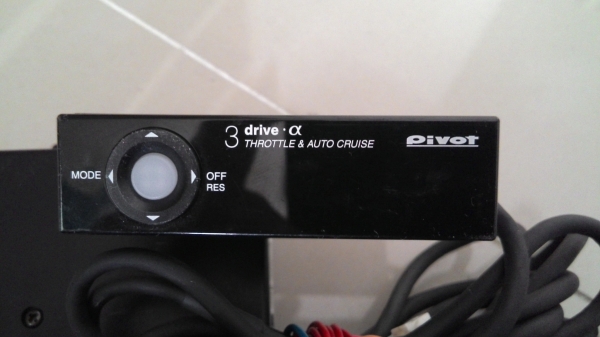 3 drive·α
THROTTLE & AUTO CRUISE
Pivot
MODE
OFF
RES